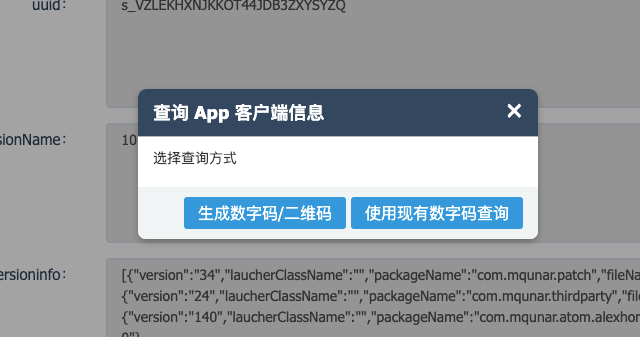 uuid:
s_VZLEKHXNJKKOT44JDB3ZXYSYZQ
查询 App 客户端信息
×
sionName:
10
选择查询方式
生成数字码/二维码
使用现有数字码查询
ersioninfo:
[{"version":"34","laucherClassName":"","packageName":"com.mqunar.patch","fileNa
{"version":"24","laucherClassName":"","packageName":"com.mqunar.thirdparty","file
{"version":"140","laucherClassName":"","packageName":"com.mqunar.atom.alexhor
0"}